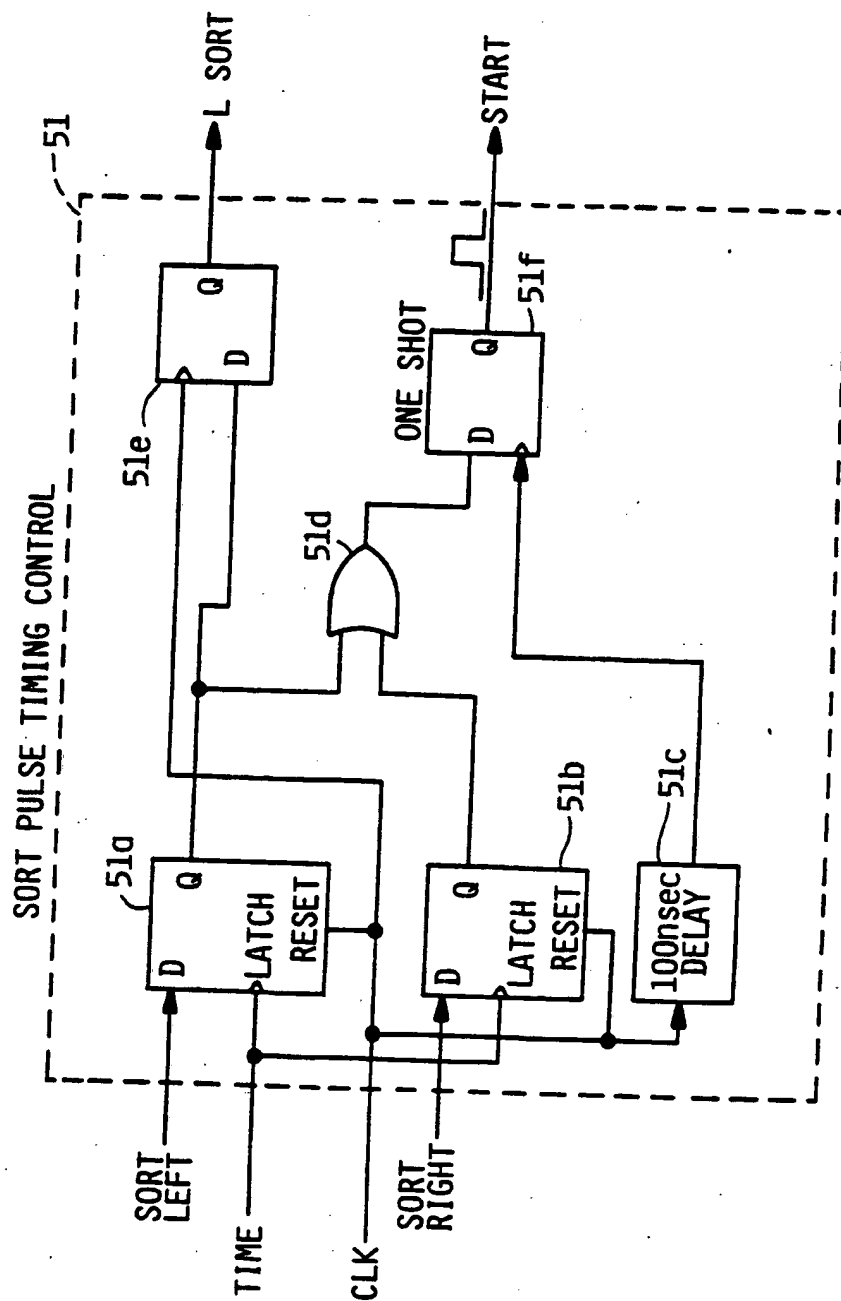 SORT PULSE TIMING CONTROL
51
SORT
LEFT
TIME
CLK
SORT
RIGHT
51a
D
Q
LATCH
RESET
D
Q
LATCH
RESET
51b
100nsec
DELAY
51c
51d
51e
Q
D
L SORT
ONE SHOT
D
Q
51f
START